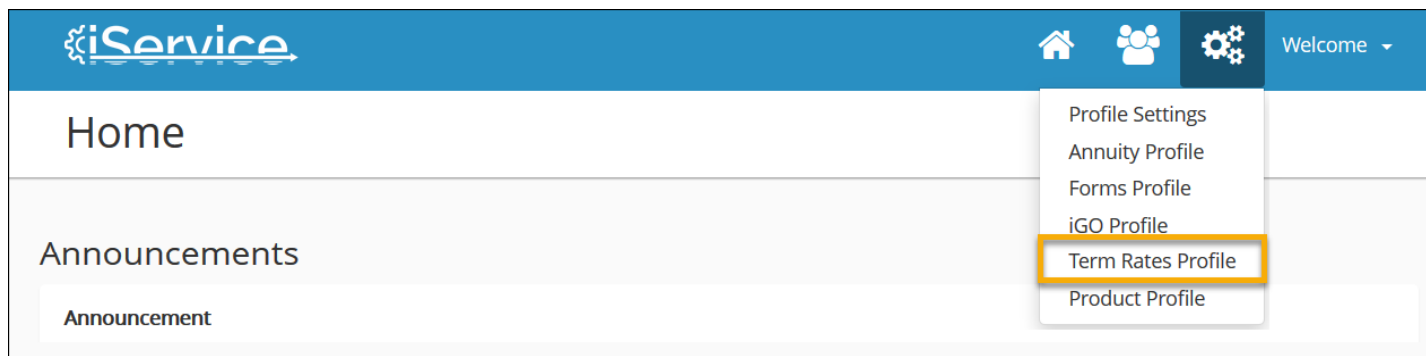 iService
Welcome
Home
Profile Settings
Annuity Profile
Forms Profile
iGO Profile
Term Rates Profile
Product Profile
Announcements
Announcement